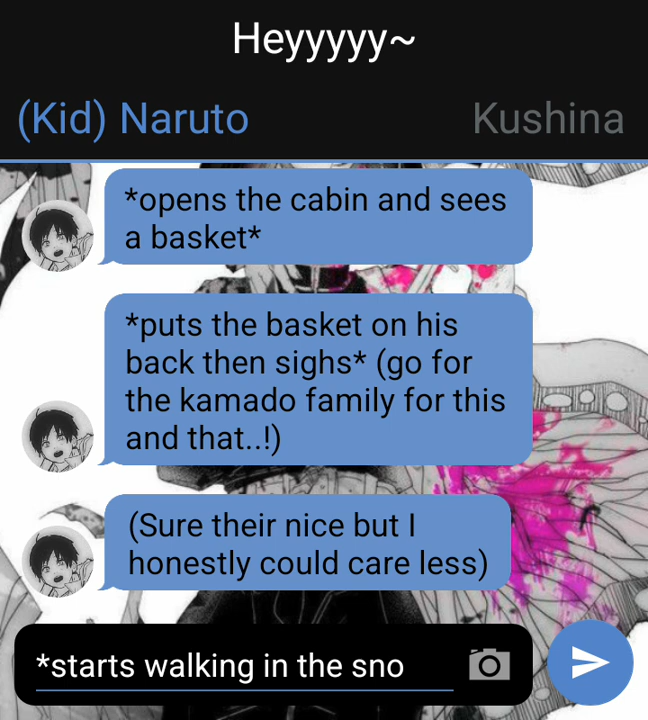 Heyyyyy~
(Kid) Naruto
Kushina
*opens the cabin and sees
a basket*
*puts the basket on his
back then sighs* (go for
the kamado family for this
and that..!)
(Sure their nice but I
honestly could care less)
*starts walking in the sno